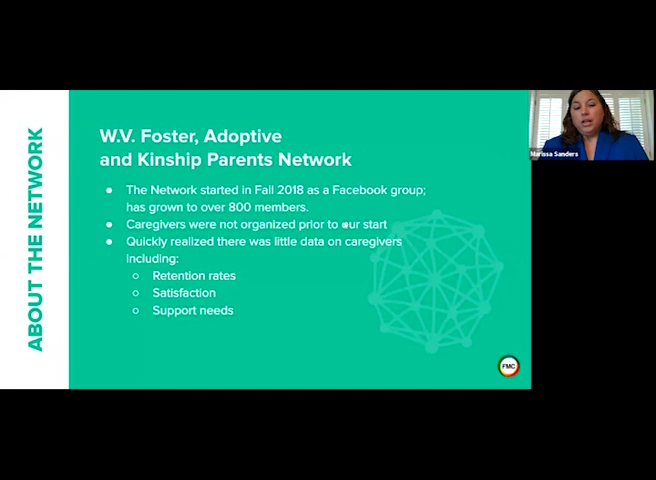 ABOUT THE NETWORK
W.V. Foster, Adoptive
and Kinship Parents Network
The Network started in Fall 2018 as a Facebook group;
has grown to over 800 members.
Caregivers were not organized prior to our start
Quickly realized there was little data on caregivers
including:
Retention rates
Satisfaction
Support needs
FMC
Marissa Sanders